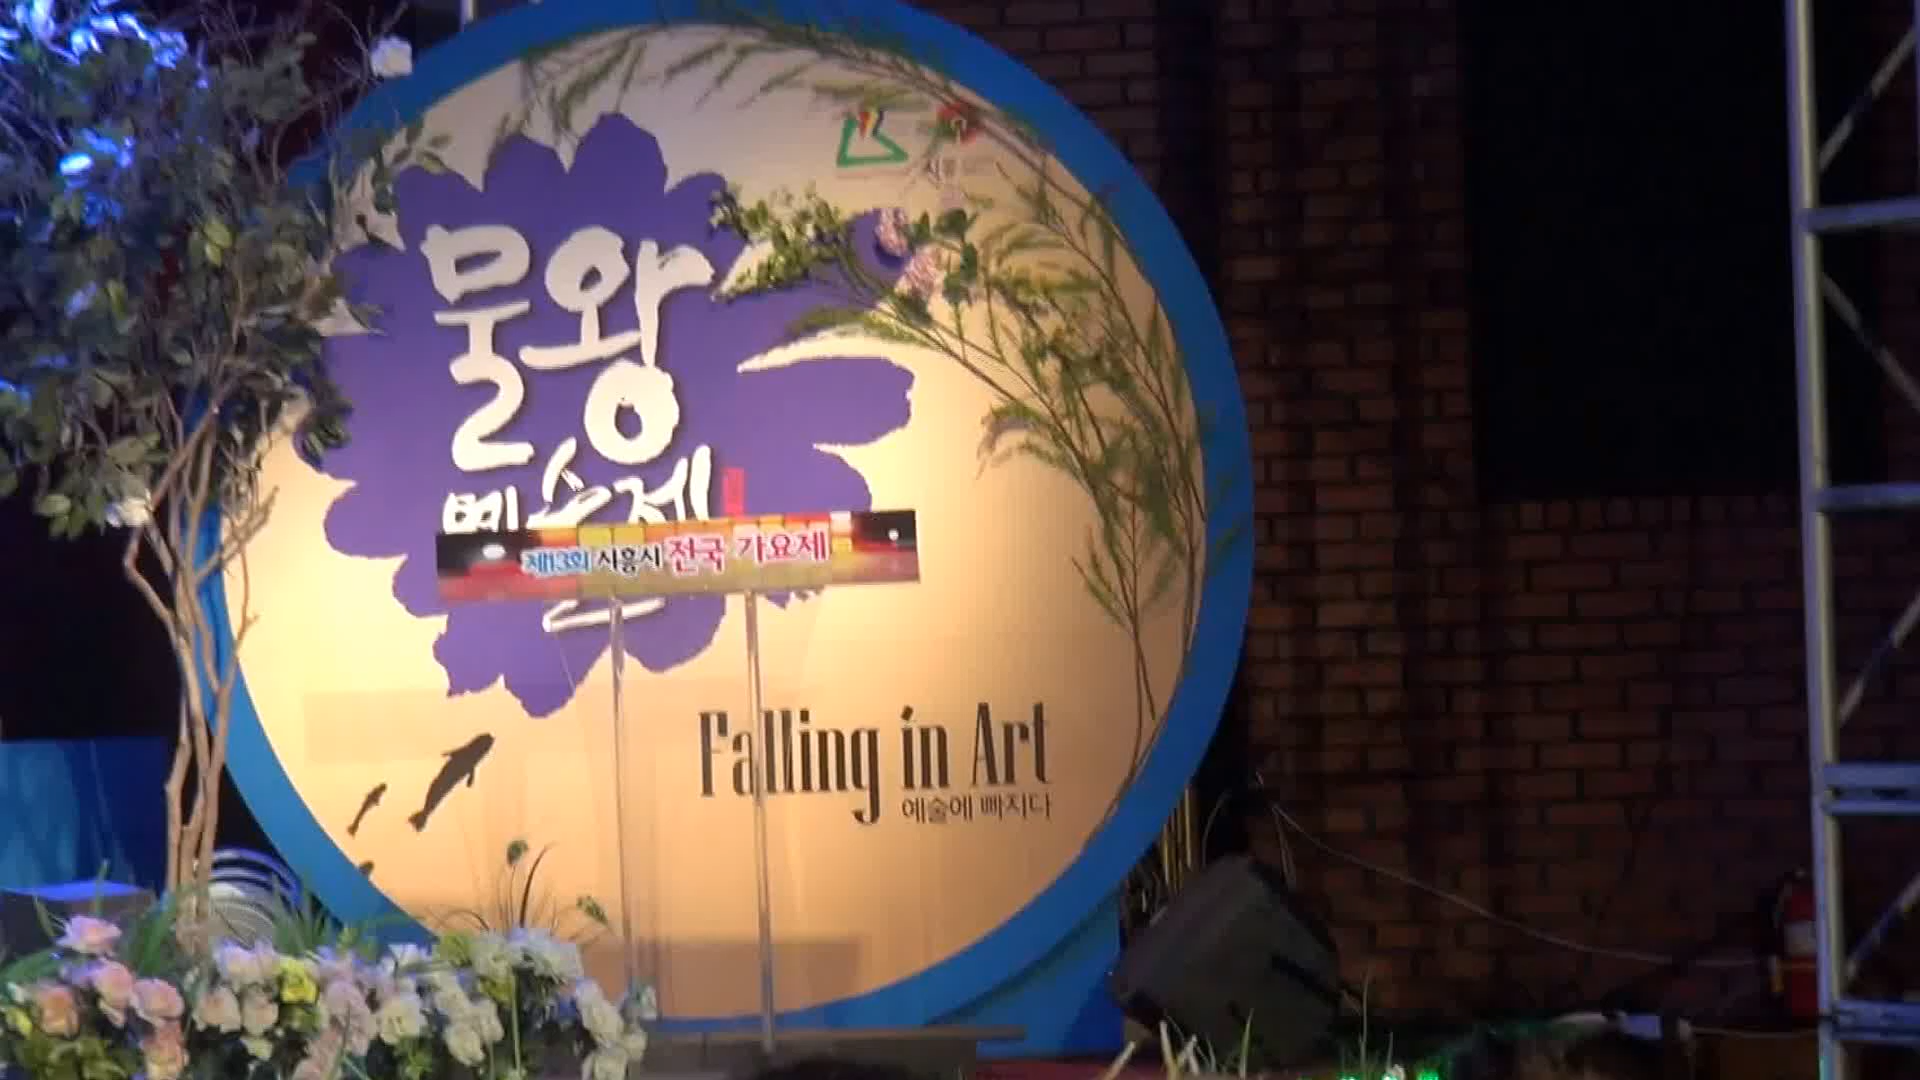 물왕
예술제
제13회 시흥시 전국 가요제
Falling in Art
예술에 빠지다